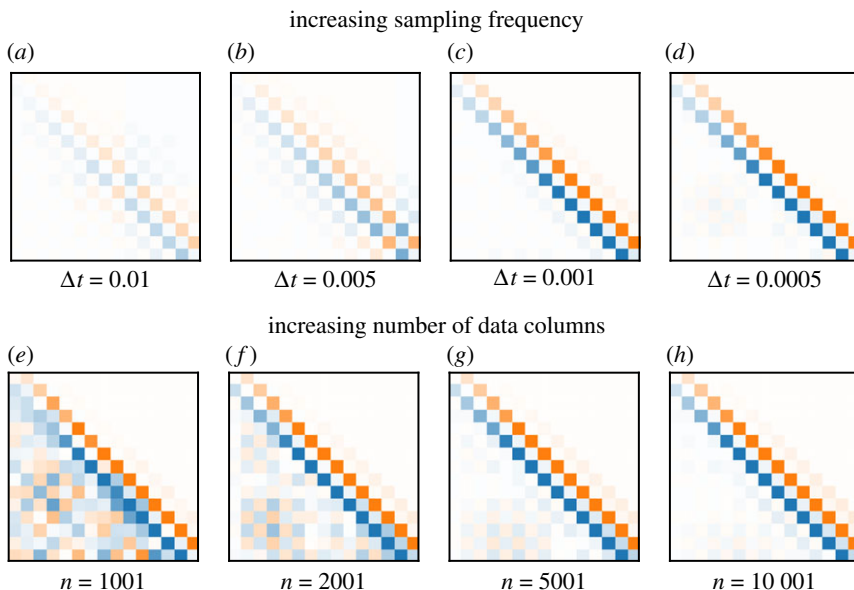 increasing sampling frequency
(a) (b) (c) (d)
Δt = 0.01 Δt = 0.005 Δt = 0.001 Δt = 0.0005
increasing number of data columns
(e) (f) (g) (h)
n = 1001 n = 2001 n = 5001 n = 10 001